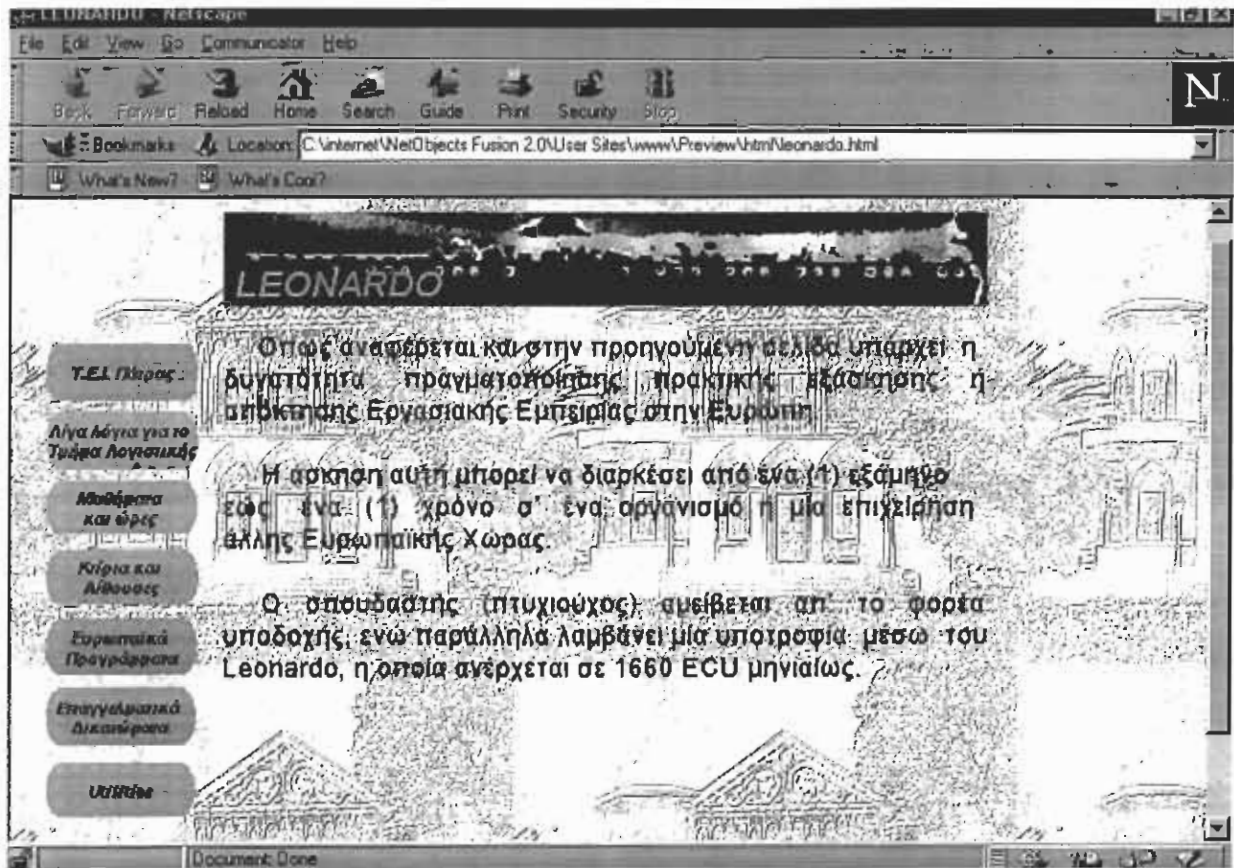 LEONARDO - Netscape
File Edit View Go Communicator Help
Back Forward Reload Home Search Guide Print Security Stop
Bookmarks Location: C:\internet\NetObjects Fusion 2.0\User Sites\www\Preview\html\leonardo.html
What's New? What's Cool?
N
LEONARDO
Όπως αναφέρεται και στην προηγούμενη σελίδα υπάρχει η
δυνατότητα πραγματοποίησης πρακτικής εξάσκησης ή
απόκτησης Εργασιακής Εμπειρίας στην Ευρώπη.
Η άσκηση αυτή μπορεί να διαρκέσει από ένα (1) εξάμηνο
έως ένα (1) χρόνο σ' ένα οργανισμό ή μία επιχείρηση
άλλης Ευρωπαϊκής Χώρας.
Ο σπουδαστής (πτυχιούχος) αμείβεται απ' το φορέα
υποδοχής, ενώ παράλληλα λαμβάνει μία υποτροφία μέσω του
Leonardo, η οποία ανέρχεται σε 1660 ECU μηνιαίως.
Τ.Ε.Ι. Πάτρας
Λίγα λόγια για το
Τμήμα Λογιστικής
Μαθήματα
και ώρες
Κτίρια και
Αίθουσες
Ευρωπαϊκά
Προγράμματα
Επαγγελματικά
Δικαιώματα
Utilities
Document: Done